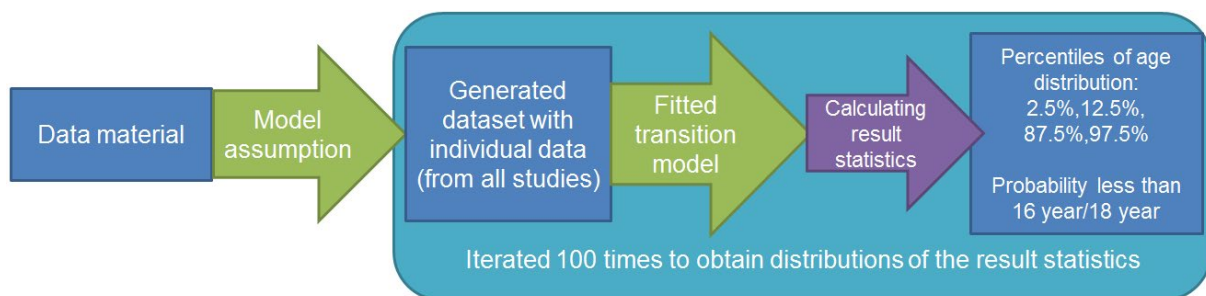 Data material
Model
assumption
Generated
dataset with
individual data
(from all studies)
Fitted
transition
model
Calculating
result
statistics
Percentiles of age
distribution:
2.5%,12.5%,
87.5%,97.5%
Probability less than
16 year/18 year
Iterated 100 times to obtain distributions of the result statistics